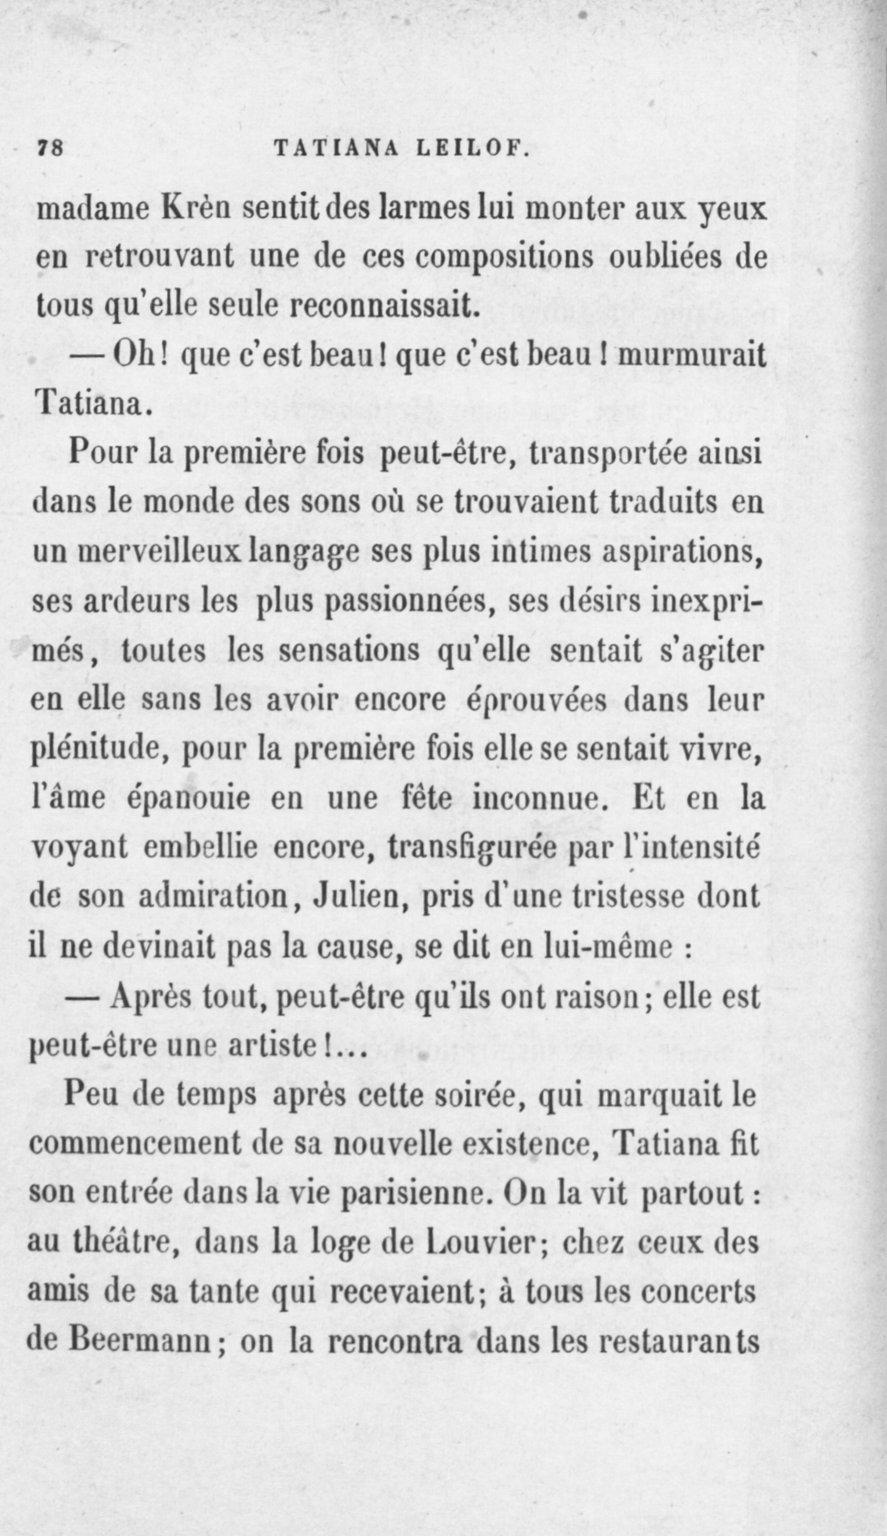 78 TATIANA LEILOF.
madame Krèn sentit des larmes lui monter aux yeux
en retrouvant une de ces compositions oubliées de
tous qu'elle seule reconnaissait.
— Oh! que c'est beau! que c'est beau ! murmurait
Tatiana.
Pour la première fois peut-être, transportée ainsi
dans le monde des sons où se trouvaient traduits en
un merveilleux langage ses plus intimes aspirations,
ses ardeurs les plus passionnées, ses désirs inexpri-
més, toutes les sensations qu'elle sentait s'agiter
en elle sans les avoir encore éprouvées dans leur
plénitude, pour la première fois elle se sentait vivre,
l'âme épanouie en une fête inconnue. Et en la
voyant embellie encore, transfigurée par l'intensité
de son admiration, Julien, pris d'une tristesse dont
il ne devinait pas la cause, se dit en lui-même :
— Après tout, peut-être qu'ils ont raison; elle est
peut-être une artiste!...
Peu de temps après cette soirée, qui marquait le
commencement de sa nouvelle existence, Tatiana fit
son entrée dans la vie parisienne. On la vit partout :
au théâtre, dans la loge de Louvier; chez ceux des
amis de sa tante qui recevaient; à tous les concerts
de Beermann; on la rencontra dans les restaurants